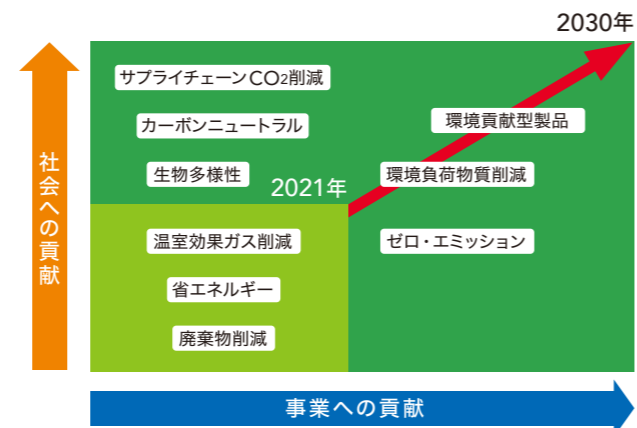 2030年
サプライチェーンCO2削減
環境貢献型製品
カーボンニュートラル
生物多様性
環境負荷物質削減
2021年
社会への貢献
温室効果ガス削減
ゼロ・エミッション
省エネルギー
廃棄物削減
事業への貢献